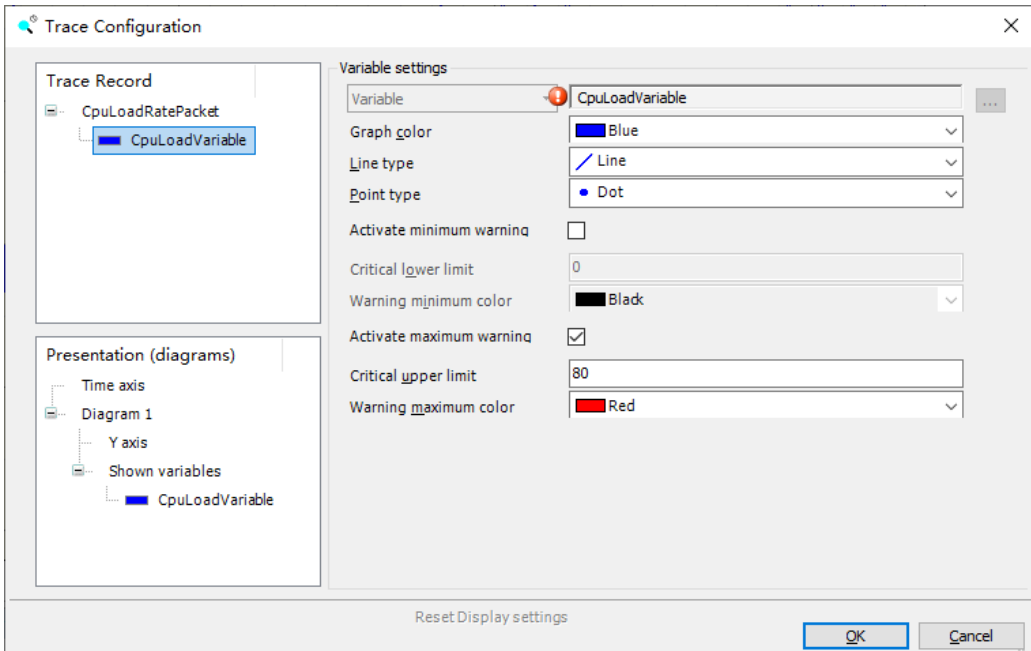 Trace Configuration
Trace Record
CpuLoadRatePacket
CpuLoadVariable
Presentation (diagrams)
Time axis
Diagram 1
Y axis
Shown variables
CpuLoadVariable
Variable settings
Variable CpuLoadVariable ...
Graph color Blue
Line type Line
Point type Dot
Activate minimum warning
Critical lower limit 0
Warning minimum color Black
Activate maximum warning
Critical upper limit 80
Warning maximum color Red
Reset Display settings
OK Cancel